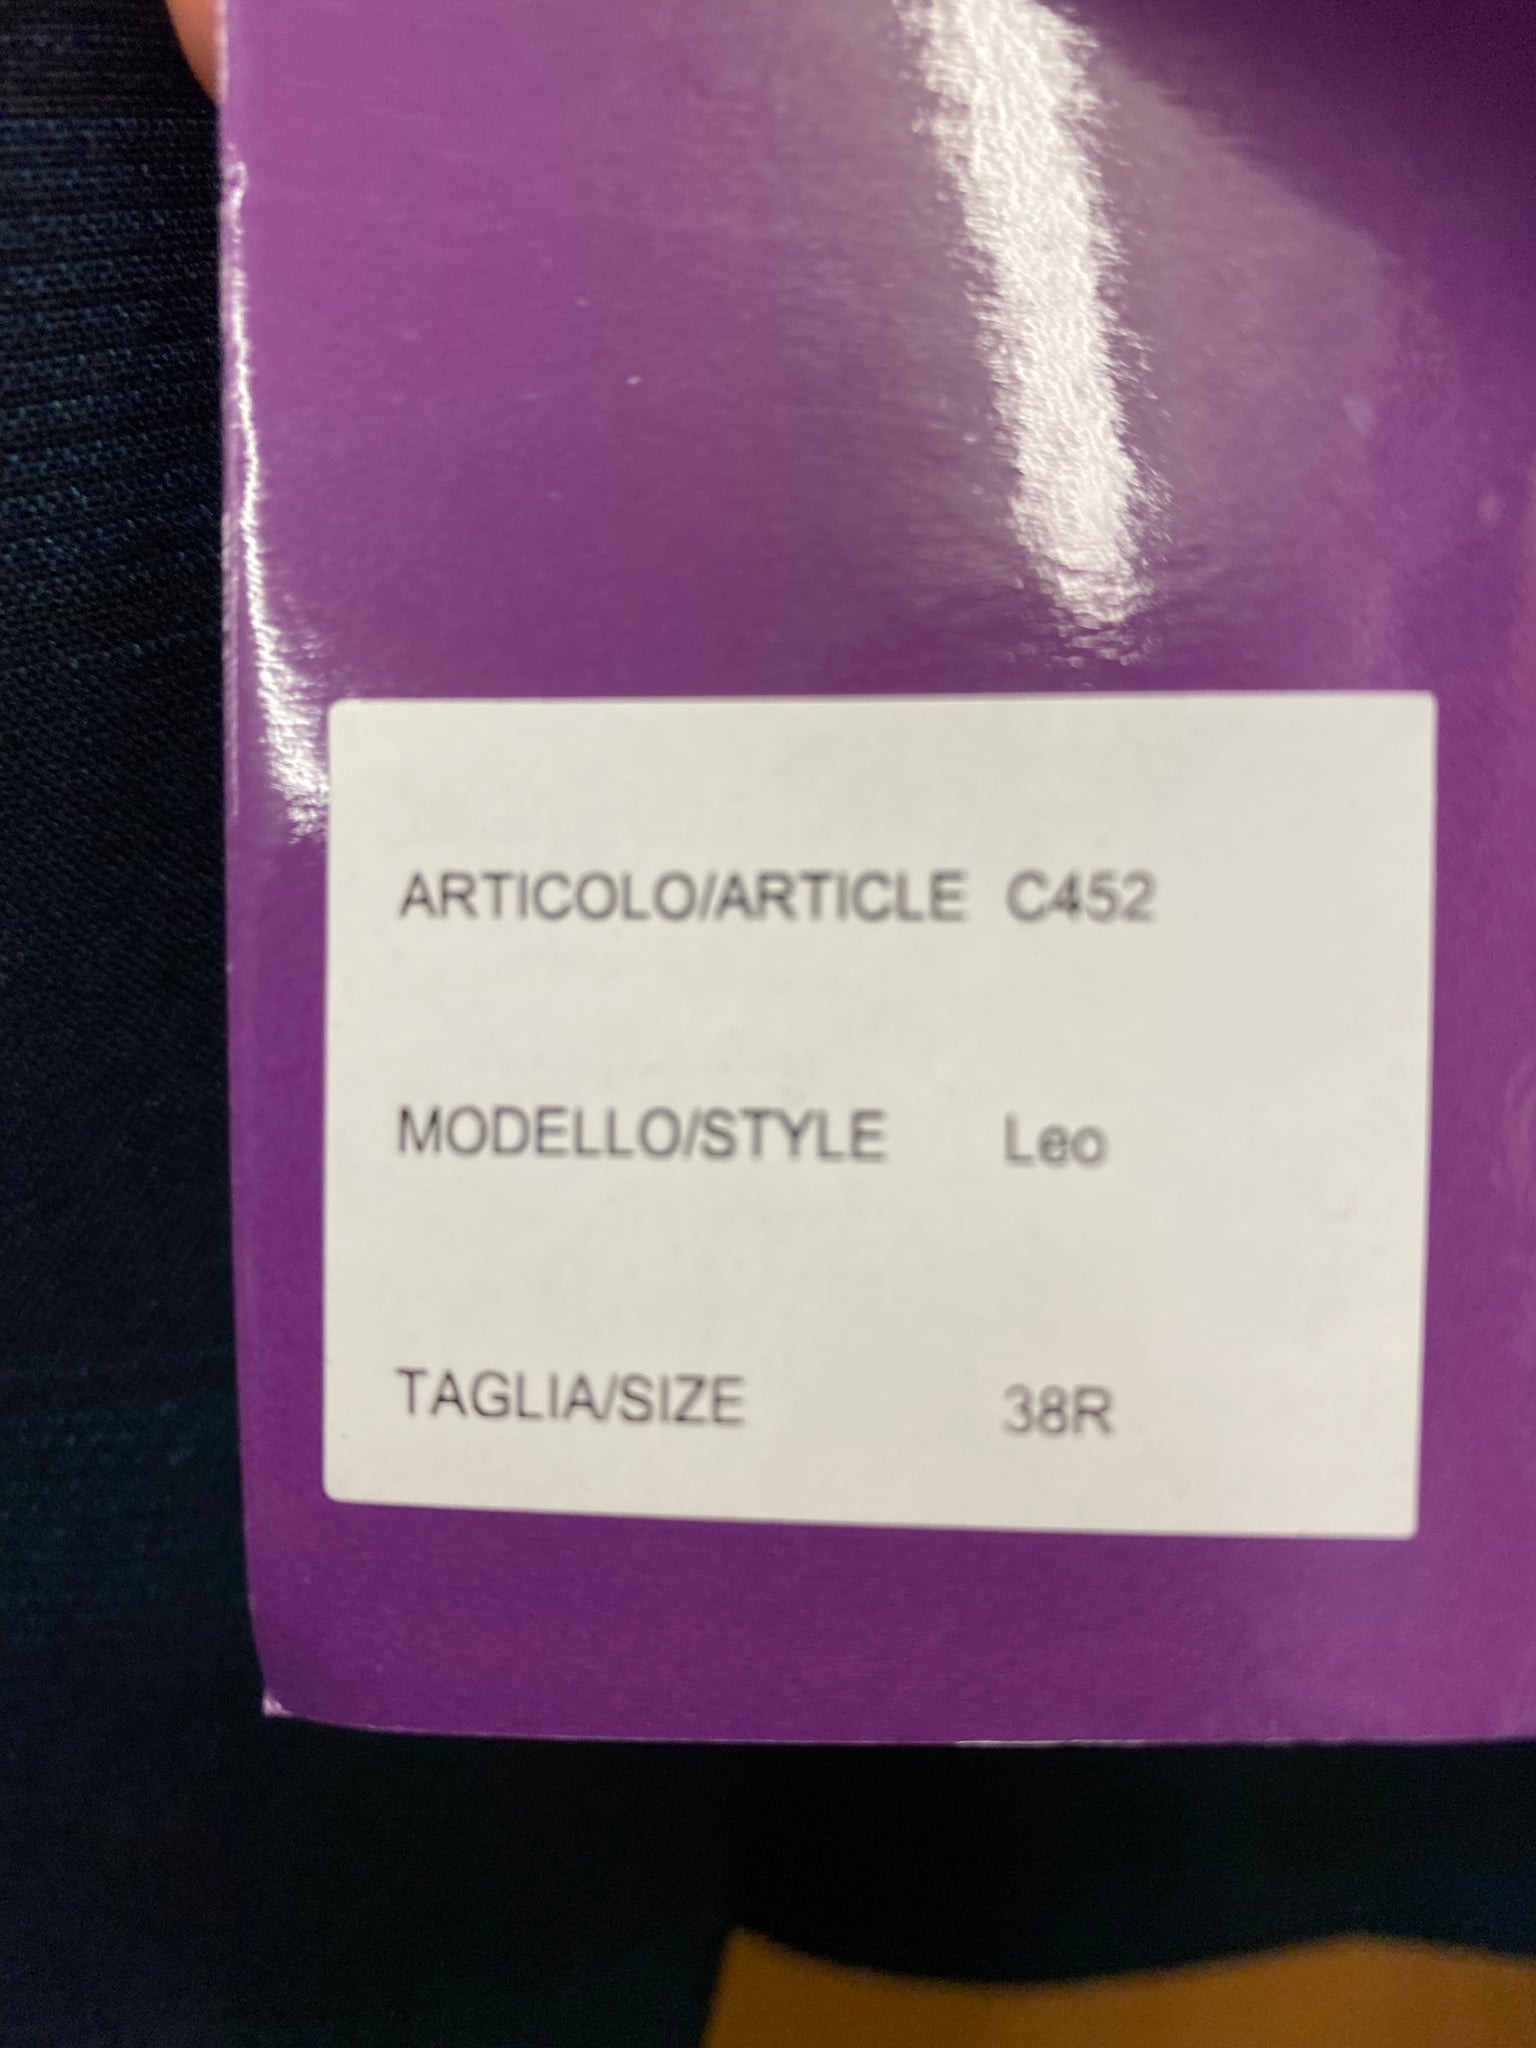 ARTICOLO/ARTICLE C452
MODELLO/STYLE Leo
TAGLIA/SIZE 38R